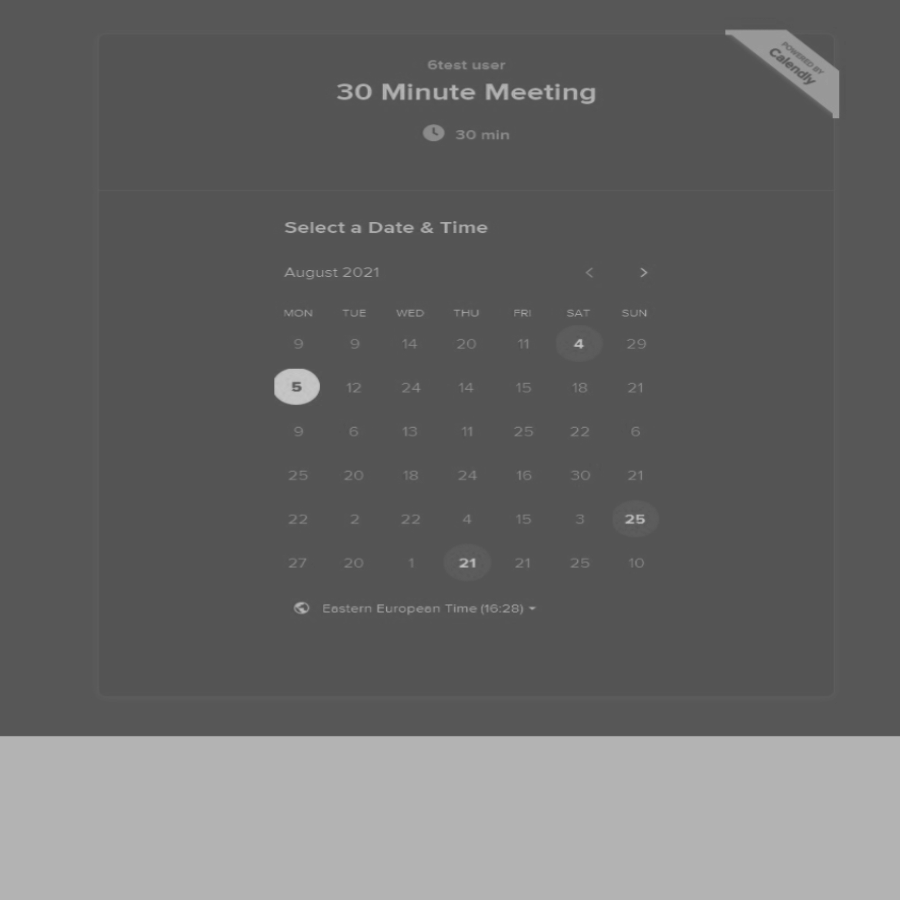 POWERED BY
Calendly
6test user
30 Minute Meeting
30 min
Select a Date & Time
August 2021 < >
MON TUE WED THU FRI SAT SUN
9 9 14 20 11 4 29
5 12 24 14 15 18 21
9 6 13 11 25 22 6
25 20 18 24 16 30 21
22 2 22 4 15 3 25
27 20 1 21 21 25 10
Eastern European Time (16:28)